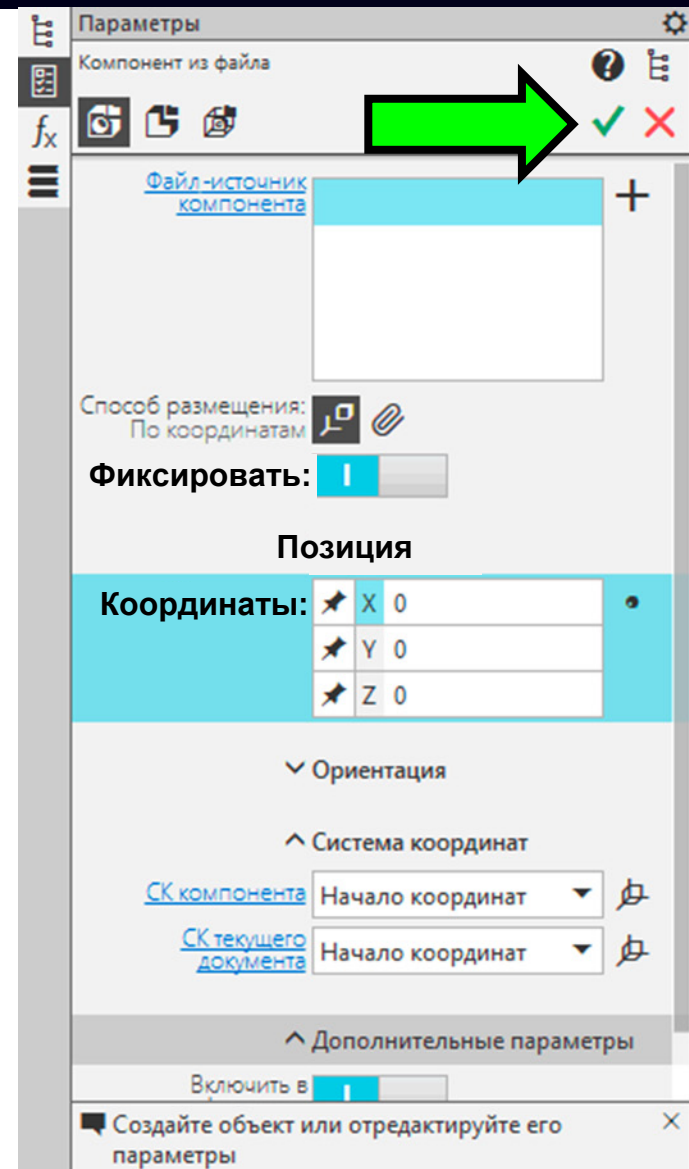 Параметры
Компонент из файла
fx
Файл-источник
компонента
Способ размещения:
По координатам
Фиксировать:
Позиция
Координаты: X 0
Y 0
Z 0
Ориентация
Система координат
СК компонента Начало координат
СК текущего
документа Начало координат
Дополнительные параметры
Включить в
Создайте объект или отредактируйте его
параметры